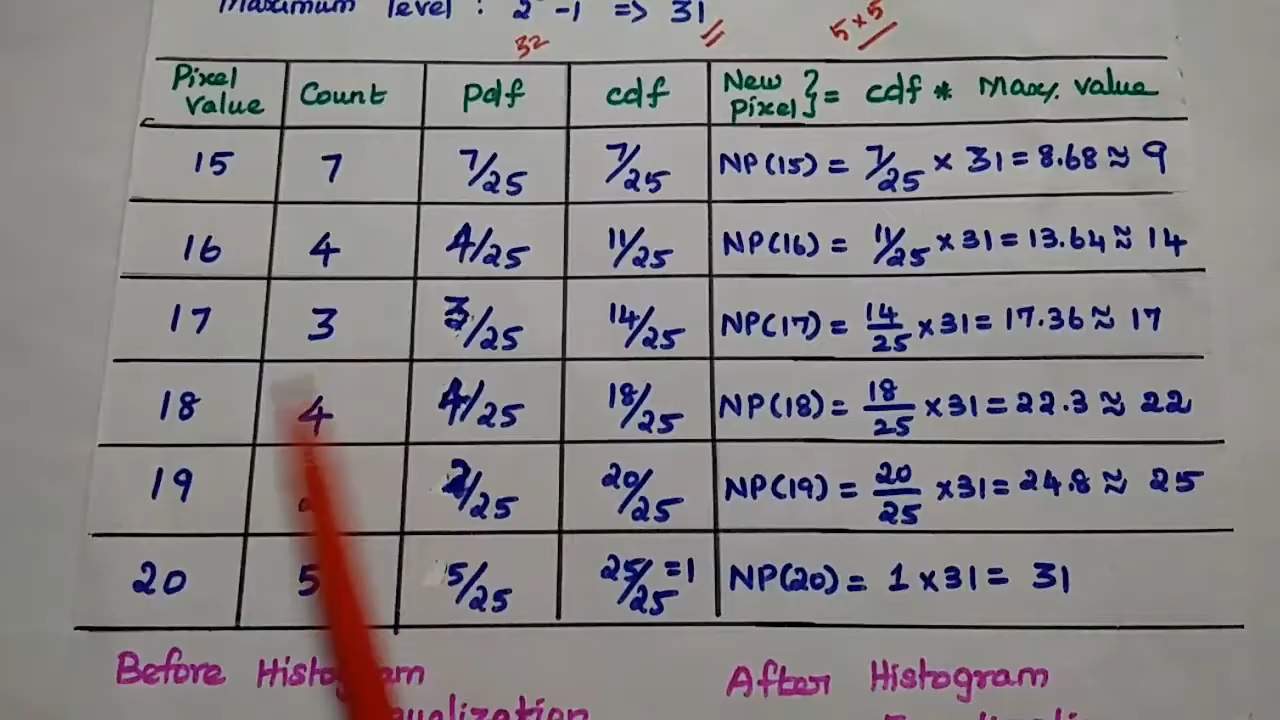 Maximum level : 2 -1 => 31
32
5×5
Pixel value Count Pdf cdf New Pixel } = cdf * Max. value
15 7 7/25 7/25 NP(15) = 7/25 × 31 = 8.68 ≈ 9
16 4 4/25 11/25 NP(16) = 11/25 × 31 = 13.64 ≈ 14
17 3 3/25 14/25 NP(17) = 14/25 × 31 = 17.36 ≈ 17
18 4 4/25 18/25 NP(18) = 18/25 × 31 = 22.3 ≈ 22
19 2/25 20/25 NP(19) = 20/25 × 31 = 24.8 ≈ 25
20 5 5/25 25/25 = 1 NP(20) = 1 × 31 = 31
Before Histogram
After Histogram